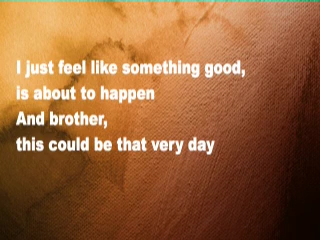 I just feel like something good,
is about to happen
And brother,
this could be that very day